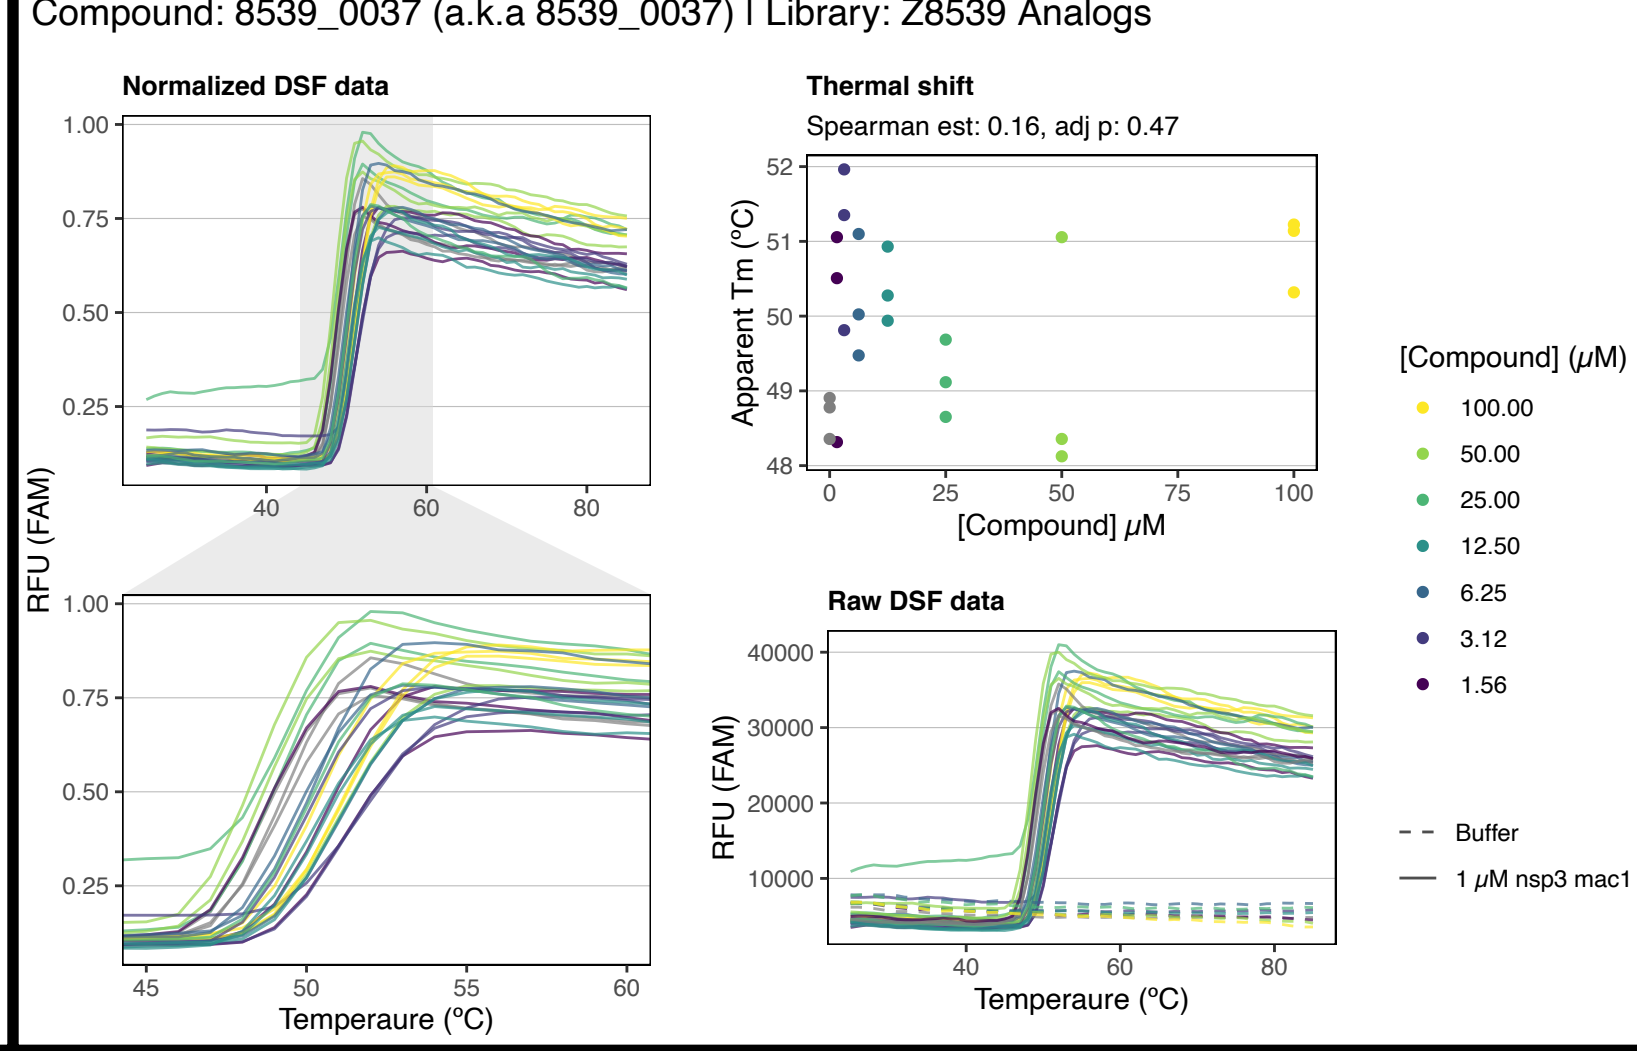 Compound: 8539_0037 (a.k.a 8539_0037) | Library: Z8539 Analogs
Normalized DSF data
1.00
0.75
0.50
0.25
40
60
80
RFU (FAM)
1.00
0.75
0.50
0.25
45
50
55
60
Temperaure (ºC)
Thermal shift
Spearman est: 0.16, adj p: 0.47
52
51
50
49
48
Apparent Tm (ºC)
0
25
50
75
100
[Compound] µM
Raw DSF data
40000
30000
20000
10000
RFU (FAM)
40
60
80
Temperaure (ºC)
[Compound] (µM)
100.00
50.00
25.00
12.50
6.25
3.12
1.56
Buffer
1 µM nsp3 mac1